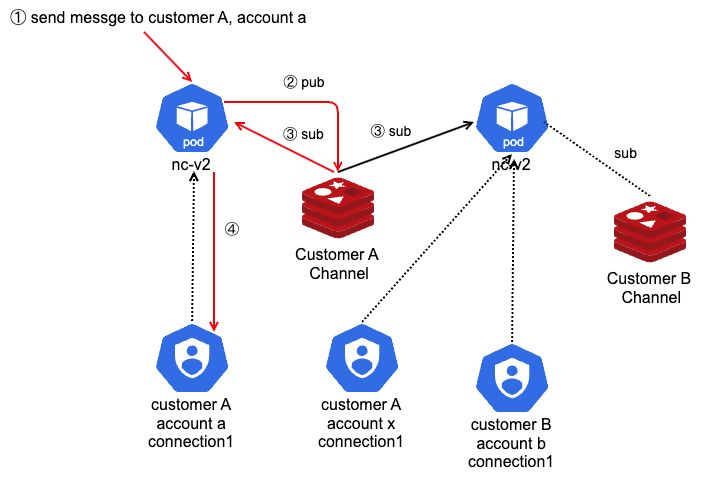 ① send messge to customer A, account a
② pub
③ sub
③ sub
pod
nc-v2
pod
nc-v2
sub
④
Customer A
Channel
Customer B
Channel
customer A
account a
connection1
customer A
account x
connection1
customer B
account b
connection1